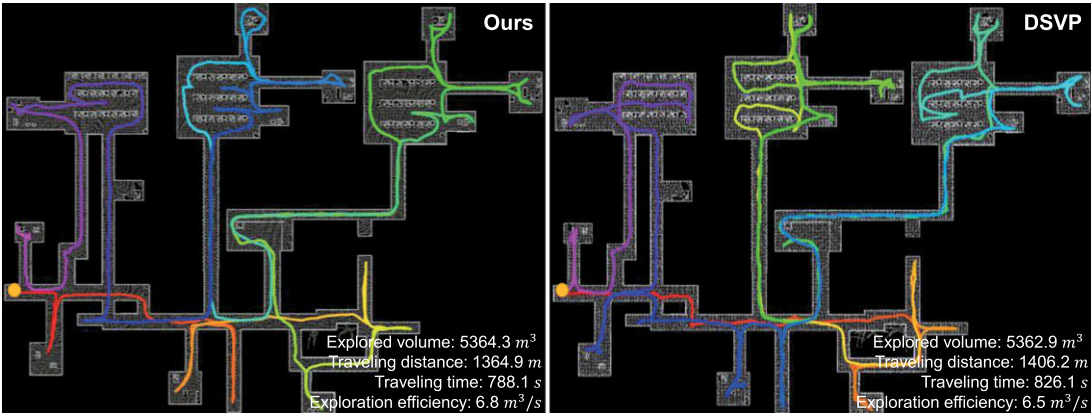 Ours
Explored volume: 5364.3 m³
Traveling distance: 1364.9 m
Traveling time: 788.1 s
Exploration efficiency: 6.8 m³/s
DSVP
Explored volume: 5362.9 m³
Traveling distance: 1406.2 m
Traveling time: 826.1 s
Exploration efficiency: 6.5 m³/s